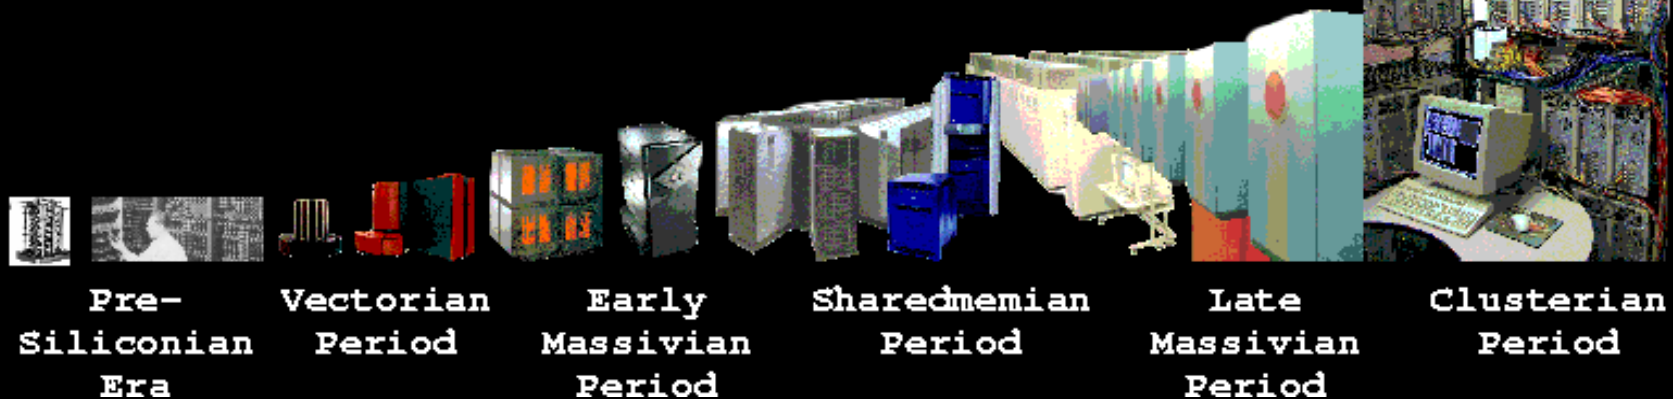 Pre-
Siliconian
Era
Vectorian
Period
Early
Massivian
Period
Sharedmemian
Period
Late
Massivian
Period
Clusterian
Period